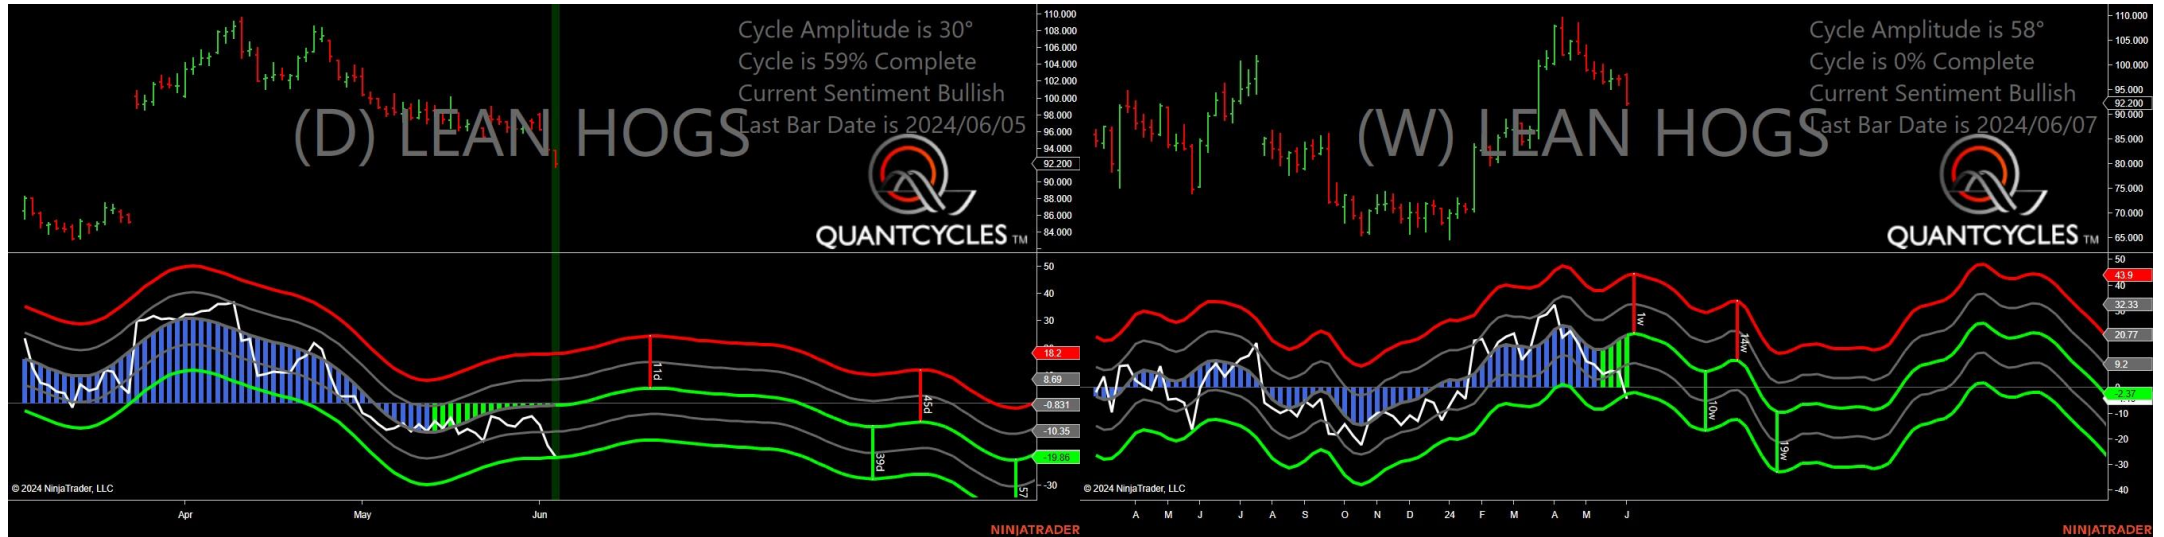 Cycle Amplitude is 30°
Cycle is 59% Complete
Current Sentiment Bullish
Last Bar Date is 2024/06/05
(D) LEAN HOGS
QUANTCYCLES TM
110.000
108.000
106.000
104.000
102.000
100.000
98.000
96.000
94.000
92.200
90.000
88.000
86.000
84.000
50
40
30
18.2
8.69
-0.831
-10.35
-19.86
-30
11d
39d
45d
57
© 2024 NinjaTrader, LLC
Apr May Jun
NINJATRADER
Cycle Amplitude is 58°
Cycle is 0% Complete
Current Sentiment Bullish
Last Bar Date is 2024/06/07
(W) LEAN HOGS
QUANTCYCLES TM
110.000
105.000
100.000
95.000
92.200
90.000
85.000
80.000
75.000
70.000
65.000
50
43.9
40
32.33
30
20.77
9.2
0
-2.37
-10
-20
-30
-40
1w
10w
14w
19w
© 2024 NinjaTrader, LLC
A M J J A S O N D 24 F M A M J
NINJATRADER